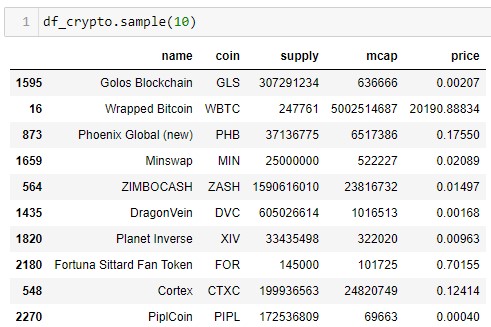 1 df_crypto.sample(10)
name coin supply mcap price
1595 Golos Blockchain GLS 307291234 636666 0.00207
16 Wrapped Bitcoin WBTC 247761 5002514687 20190.88834
873 Phoenix Global (new) PHB 37136775 6517386 0.17550
1659 Minswap MIN 25000000 522227 0.02089
564 ZIMBOCASH ZASH 1590616010 23816732 0.01497
1435 DragonVein DVC 605026614 1016513 0.00168
1820 Planet Inverse XIV 33435498 322020 0.00963
2180 Fortuna Sittard Fan Token FOR 145000 101725 0.70155
548 Cortex CTXC 199936563 24820749 0.12414
2270 PiplCoin PIPL 172536809 69663 0.00040